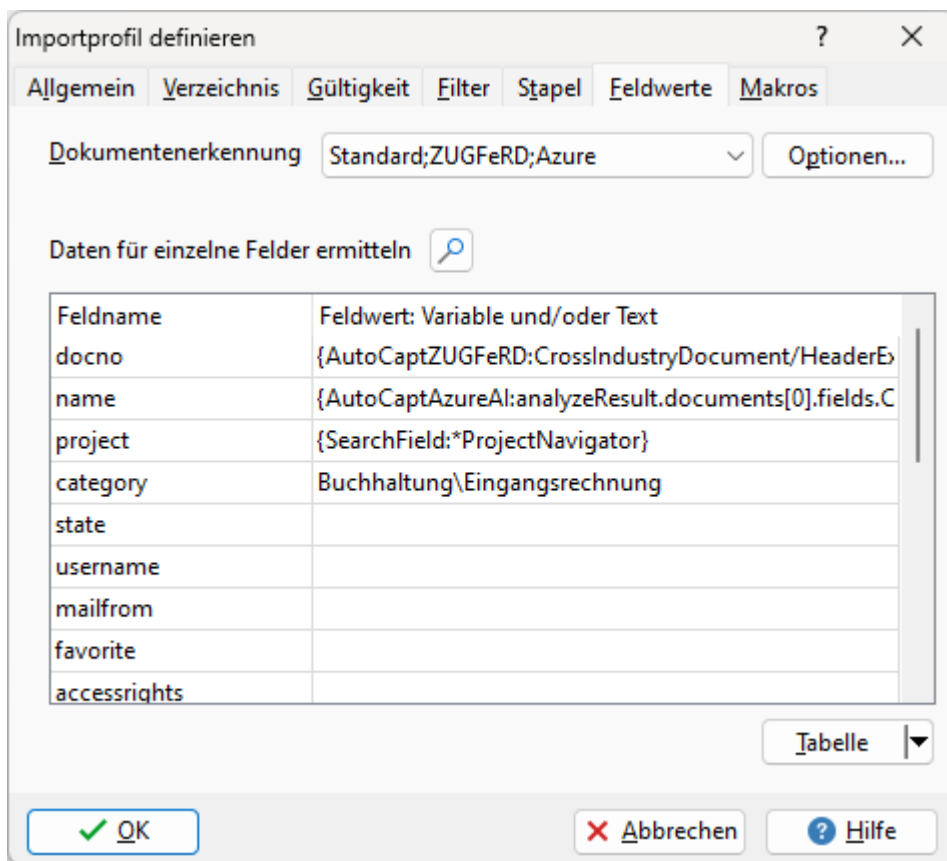 Importprofil definieren ?
Allgemein Verzeichnis Gültigkeit Filter Stapel Feldwerte Makros
Dokumentenerkennung Standard;ZUGFeRD;Azure Optionen...
Daten für einzelne Felder ermitteln
Feldname Feldwert: Variable und/oder Text
docno {AutoCaptZUGFeRD:CrossIndustryDocument/HeaderEx
name {AutoCaptAzureAI:analyzeResult.documents[0].fields.C
project {SearchField:*ProjectNavigator}
category Buchhaltung\Eingangsrechnung
state
username
mailfrom
favorite
accessrights
Tabelle
OK Abbrechen ? Hilfe